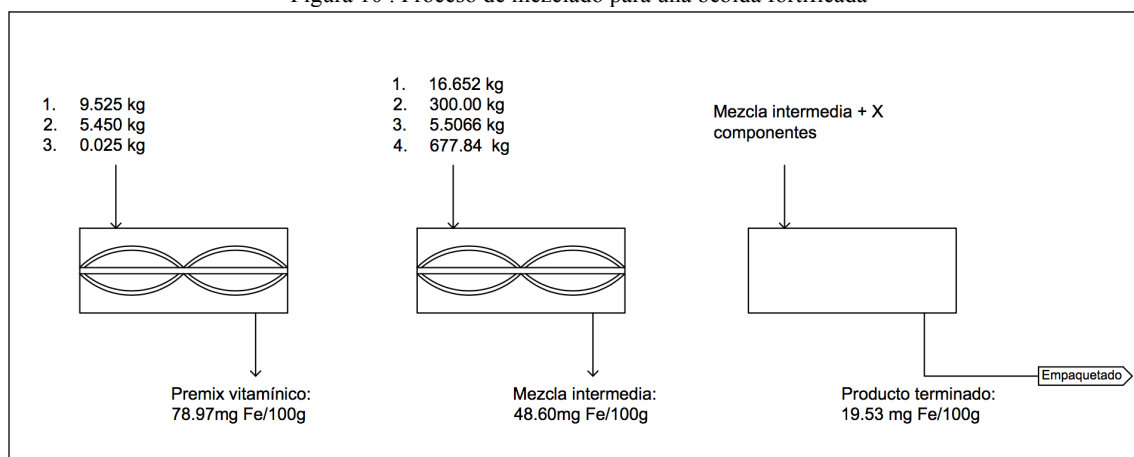 Figura 10 . Proceso de mezclado para una bebida fortificada
1. 9.525 kg
2. 5.450 kg
3. 0.025 kg
1. 16.652 kg
2. 300.00 kg
3. 5.5066 kg
4. 677.84 kg
Mezcla intermedia + X
componentes
Premix vitamínico:
78.97mg Fe/100g
Mezcla intermedia:
48.60mg Fe/100g
Producto terminado:
19.53 mg Fe/100g
Empaquetado